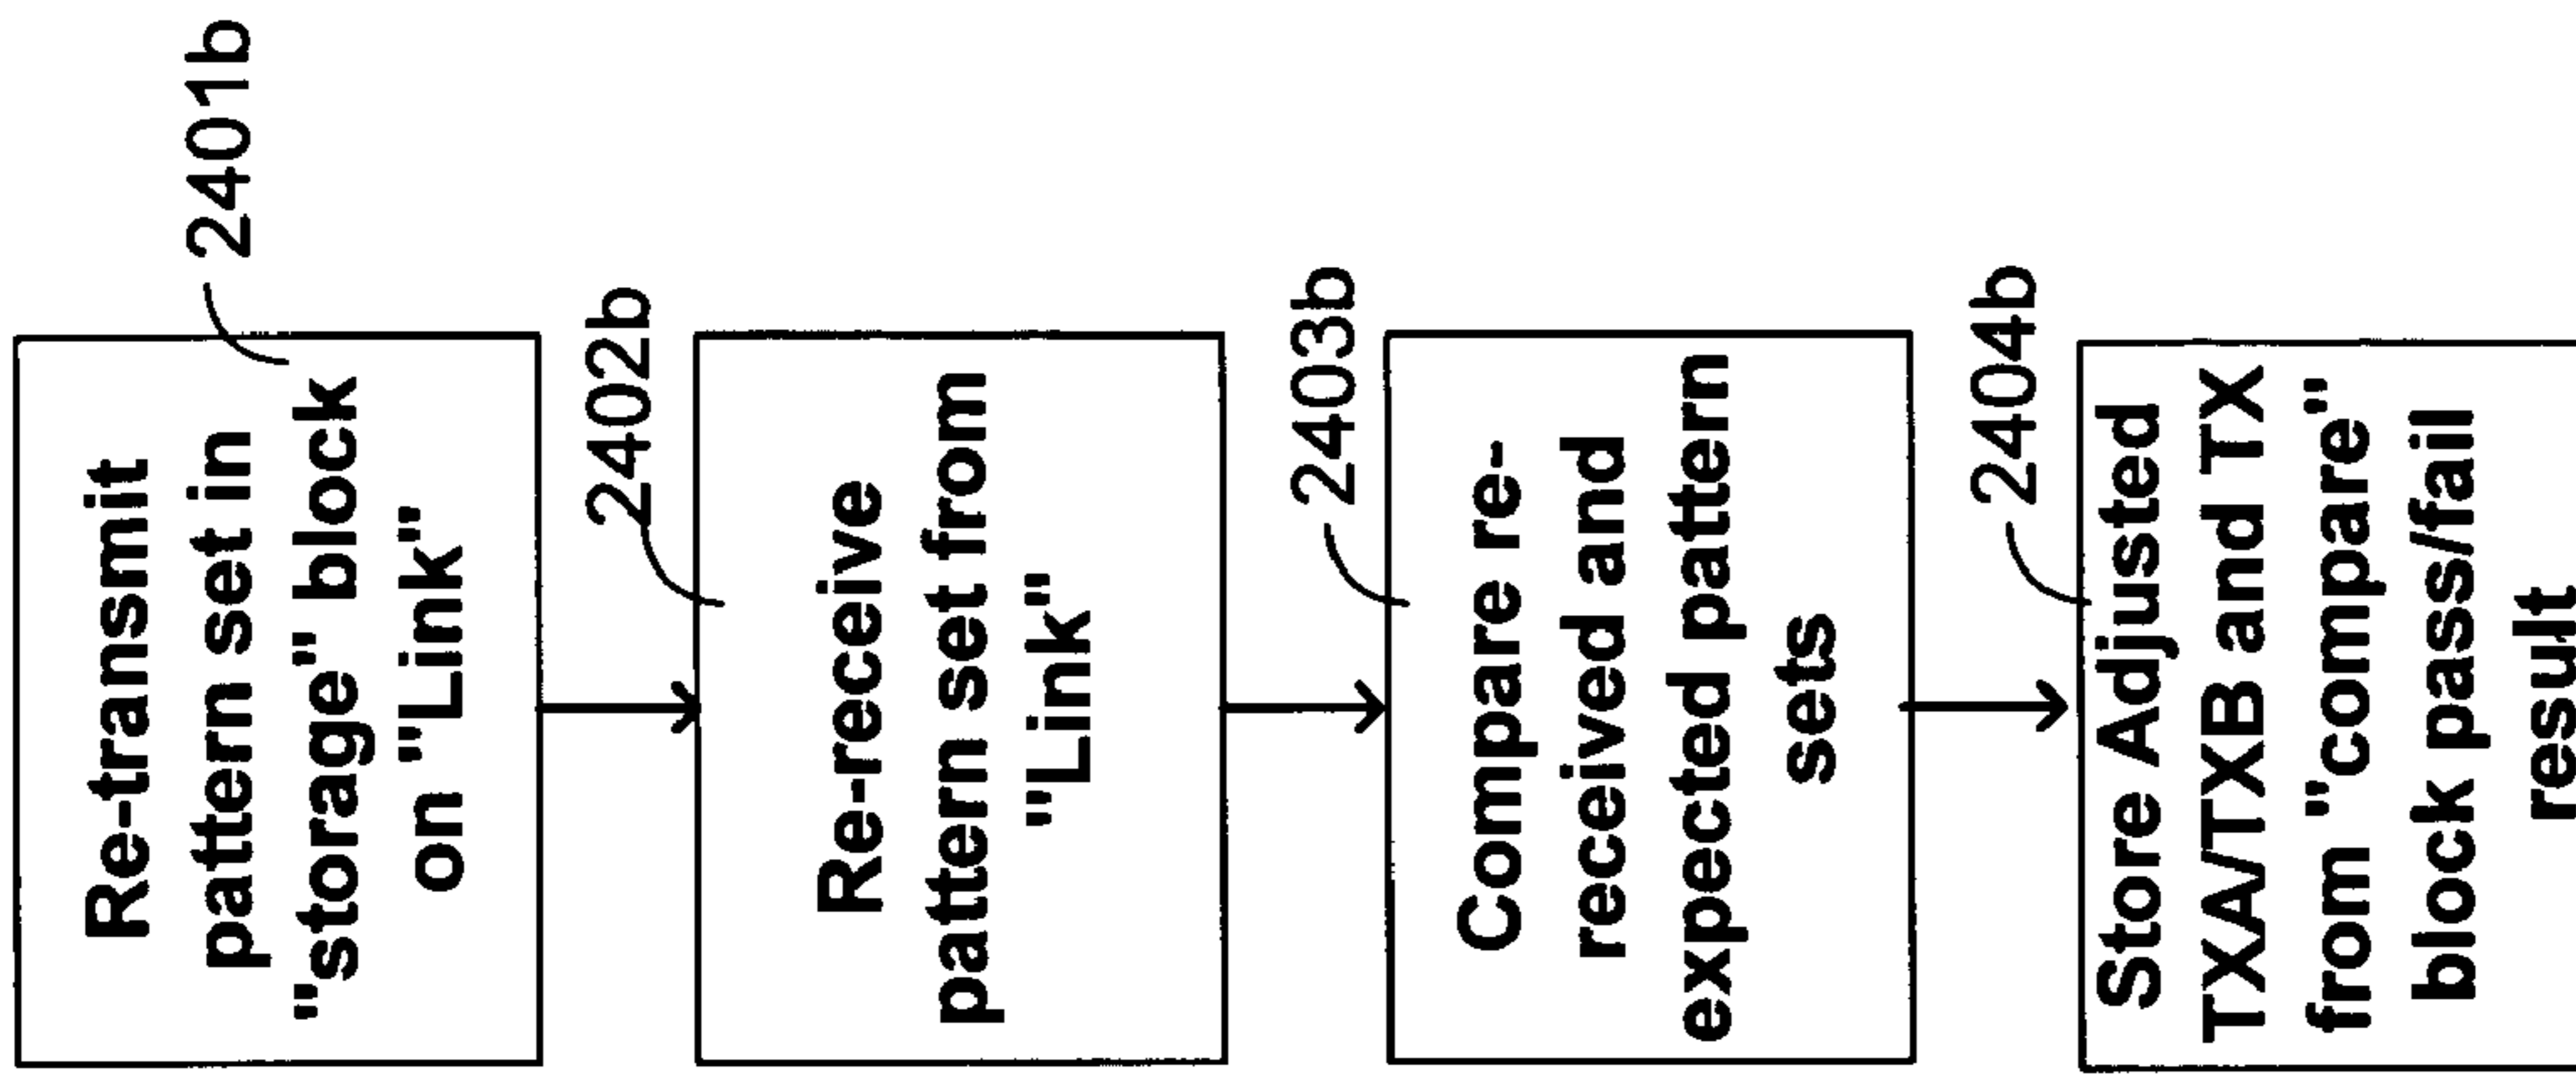 Re-transmit
pattern set in
"storage" block
on "Link"
2401b
Re-receive
pattern set from
"Link"
2402b
Compare re-
received and
expected pattern
sets
2403b
Store Adjusted
TXA/TXB and TX
from "compare"
block pass/fail
result
2404b